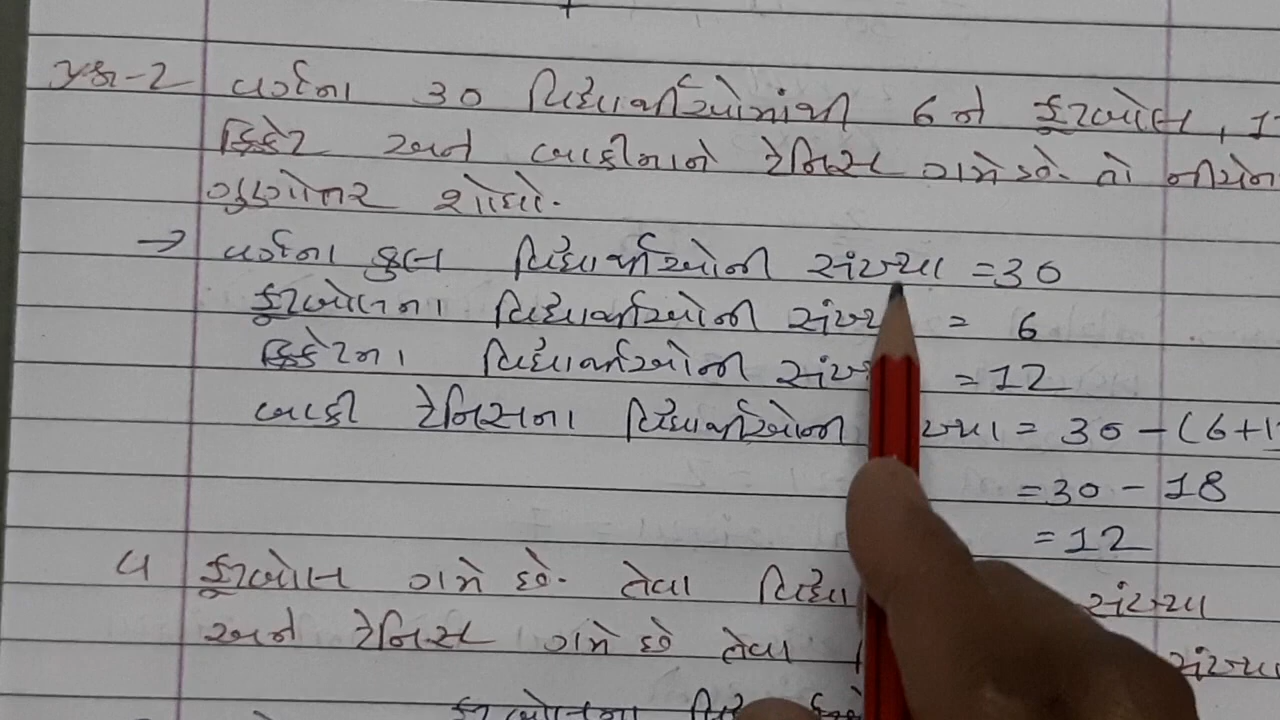 પ્રશ્ન-2 વર્ગના 30 વિદ્યાર્થિઓમાંથી 6 ને ફુટબોલ, 1
ક્રિકેટ અને બાકીનાને ટેનિસ ગમે છે. તો નીચેના
ગુણોત્તર શોધો.
→ વર્ગના કુલ વિદ્યાર્થિઓની સંખ્યા = 30
ફુટબોલના વિદ્યાર્થિઓની સંખ્યા = 6
ક્રિકેટના વિદ્યાર્થિઓની સંખ્યા = 12
બાકી ટેનિસના વિદ્યાર્થિઓની ખ્યા = 30 - (6+1
= 30 - 18
= 12
ફુટબોલ ગમે છે. તેવા સંખ્યા
અને ટેનિસ ગમે છે તેવા સંખ્યા